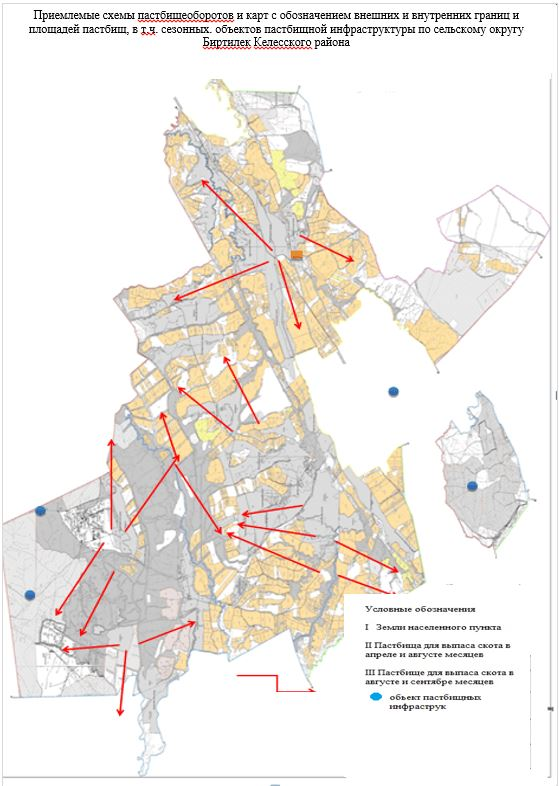 Приемлемые схемы пастбищеоборотов и карт с обозначением внешних и внутренних границ и
площадей пастбищ, в т.ч. сезонных. объектов пастбищной инфраструктуры по сельскому округу
Биртилек Келесского района
Условные обозначения
I Земли населенного пункта
II Пастбища для выпаса скота в
апреле и августе месяцев
III Пастбище для выпаса скота в
августе и сентябре месяцев
объект пастбищных
инфраструк